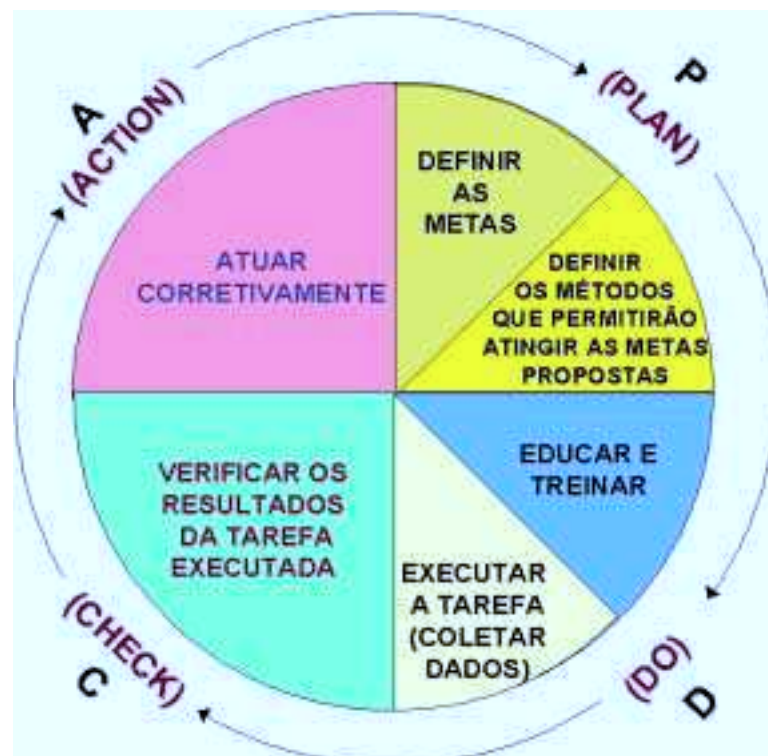 A
(ACTION)
P
(PLAN)
DEFINIR
AS
METAS
DEFINIR
OS MÉTODOS
QUE PERMITIRÃO
ATINGIR AS METAS
PROPOSTAS
ATUAR
CORRETIVAMENTE
EDUCAR E
TREINAR
VERIFICAR OS
RESULTADOS
DA TAREFA
EXECUTADA
EXECUTAR
A TAREFA
(COLETAR
DADOS)
(CHECK)
C
(DO)
D